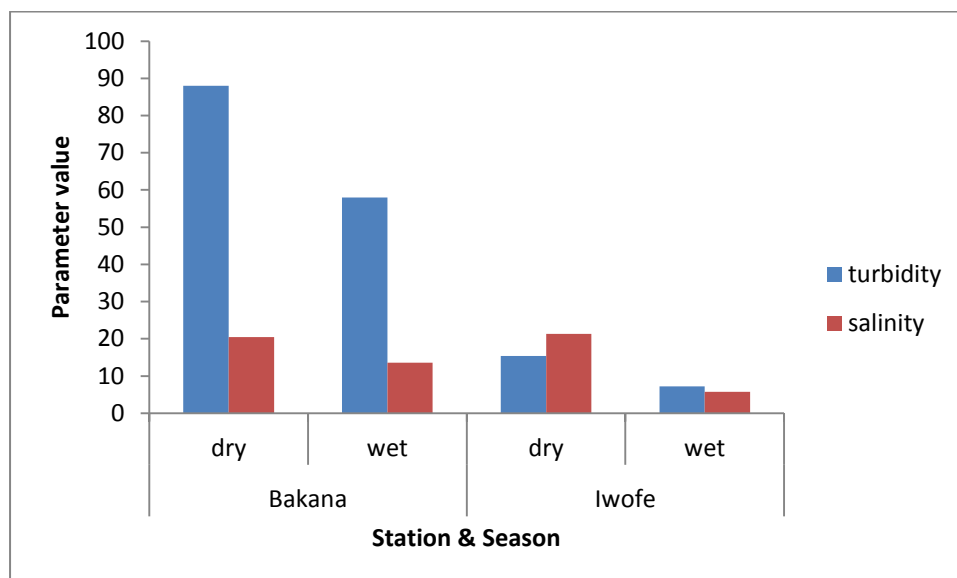 100
90
80
70
60
50
40
30
20
10
0
Parameter value
turbidity
salinity
dry wet dry wet
Bakana Iwofe
Station & Season